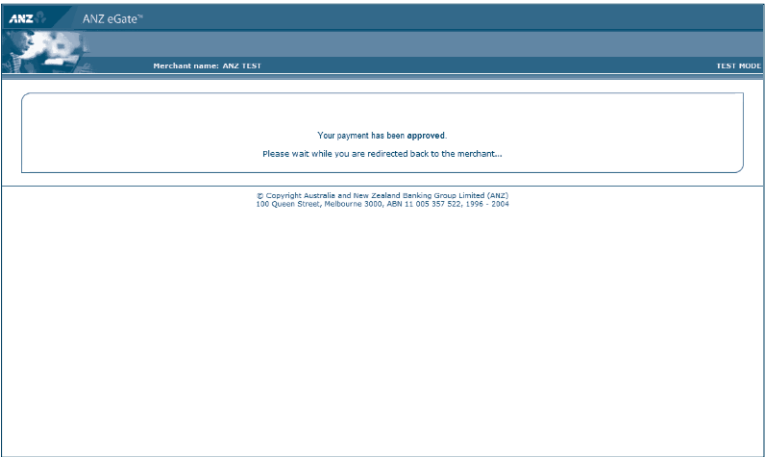 ANZ ANZ eGate™
Merchant name: ANZ TEST TEST MODE
Your payment has been approved.
Please wait while you are redirected back to the merchant...
© Copyright Australia and New Zealand Banking Group Limited (ANZ)
100 Queen Street, Melbourne 3000, ABN 11 005 357 522, 1996 - 2004